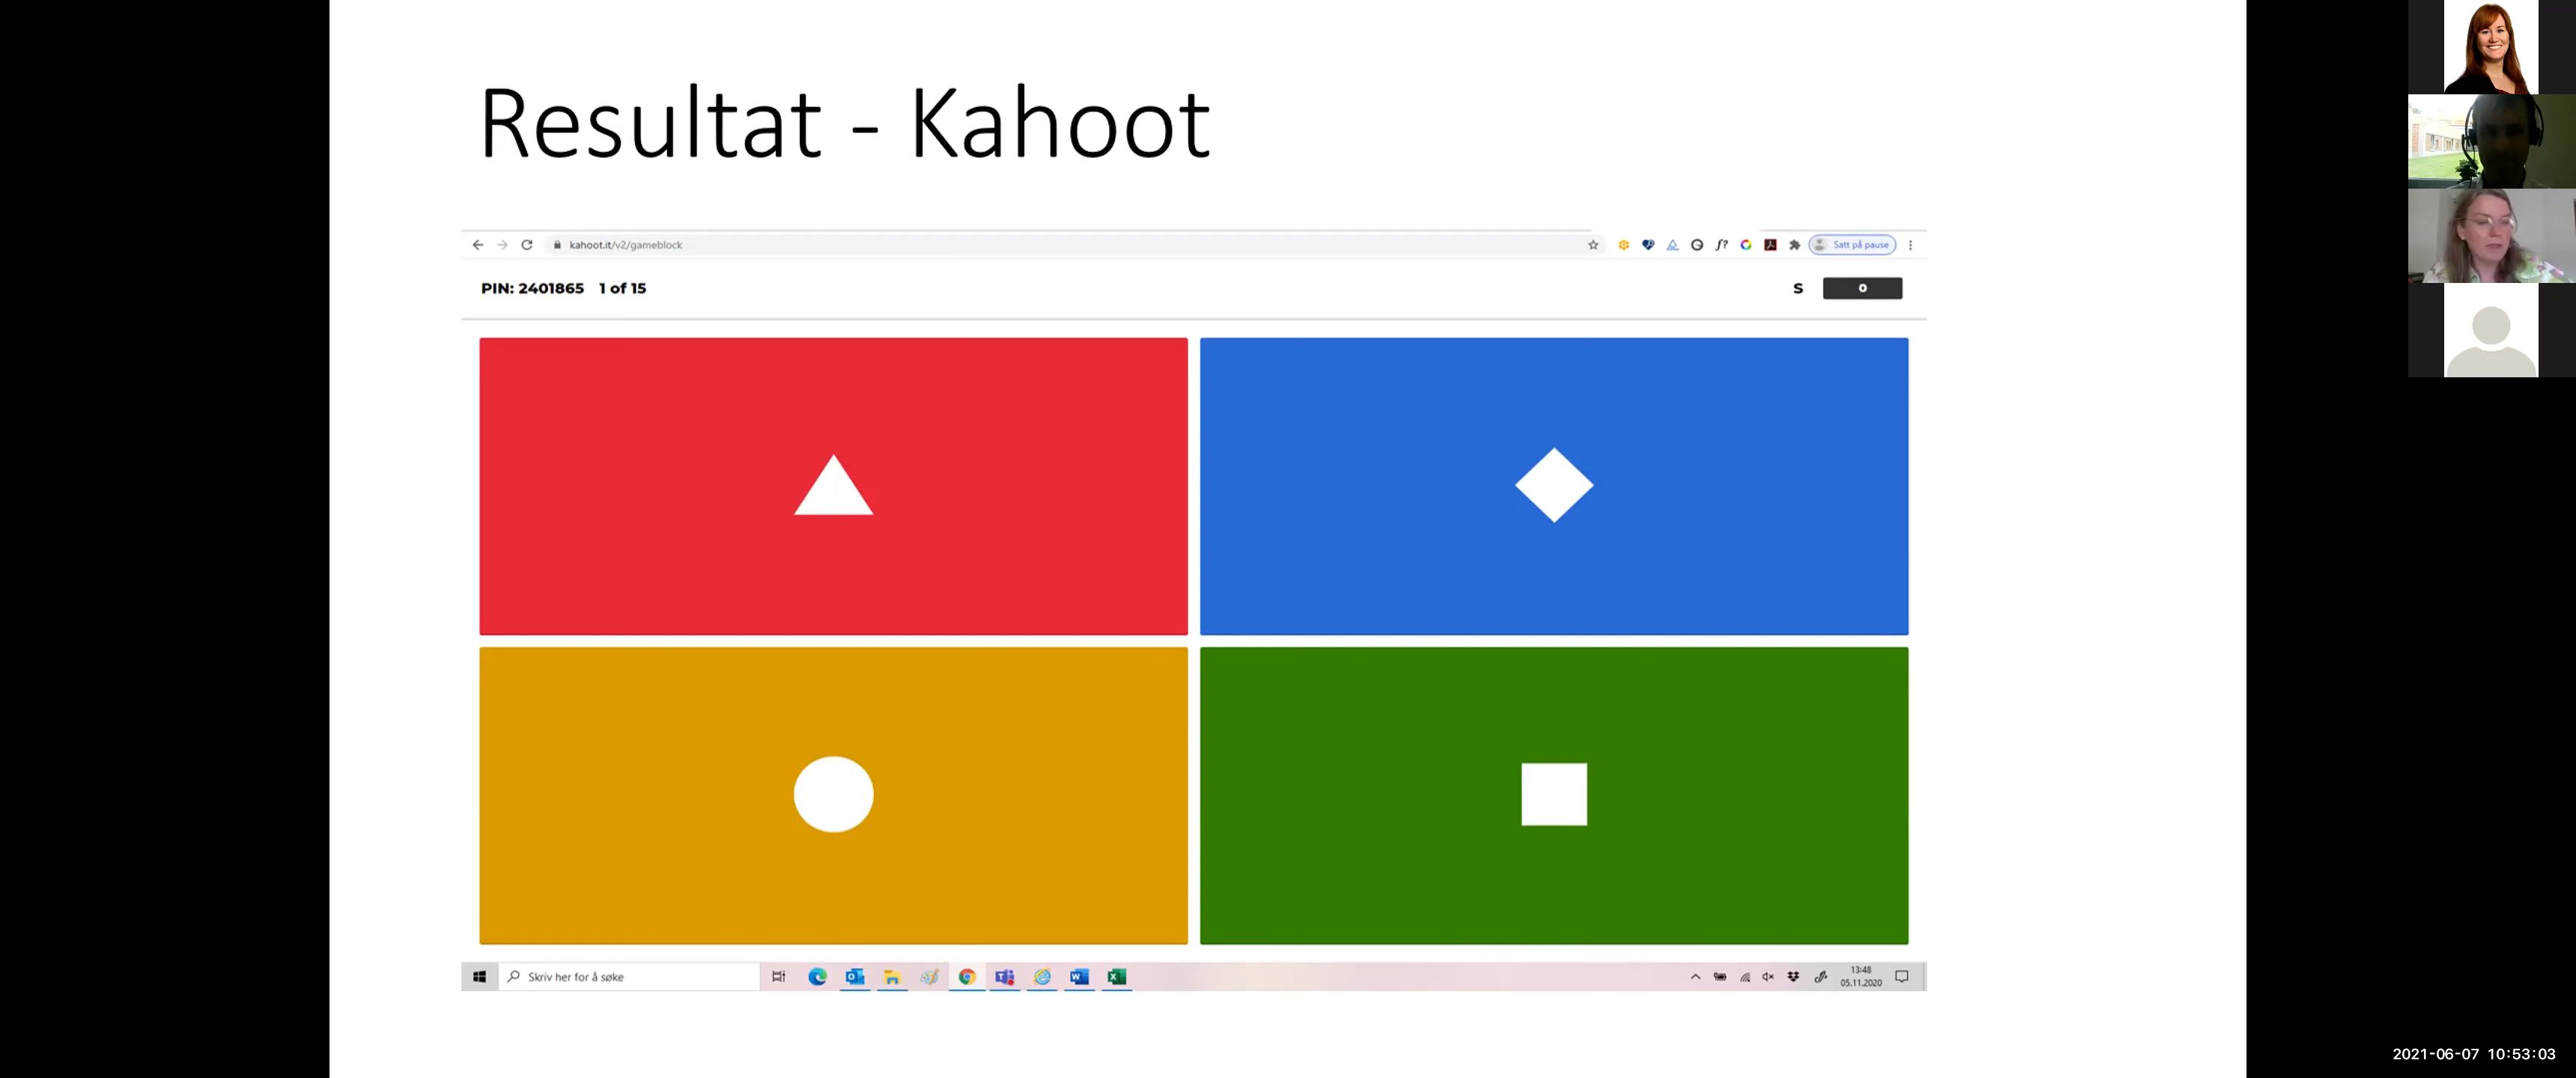 Resultat - Kahoot
kahoot.it/v2/gameblock
Satt på pause
PIN: 2401865 1 of 15
S 0
Skriv her for å søke
13:48
05.11.2020
2021-06-07 10:53:03